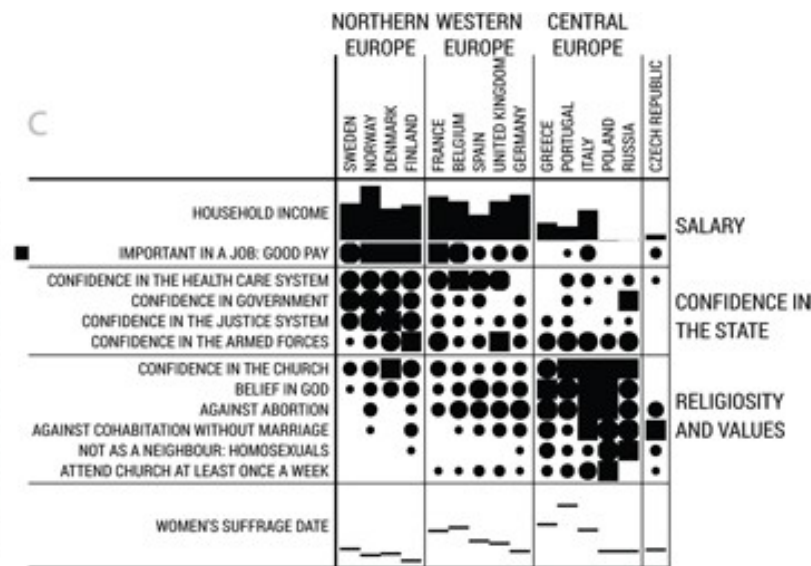 NORTHERN EUROPE
WESTERN EUROPE
CENTRAL EUROPE
C
SWEDEN
NORWAY
DENMARK
FINLAND
FRANCE
BELGIUM
SPAIN
UNITED KINGDOM
GERMANY
GREECE
PORTUGAL
ITALY
POLAND
RUSSIA
CZECH REPUBLIC
HOUSEHOLD INCOME
IMPORTANT IN A JOB: GOOD PAY
SALARY
CONFIDENCE IN THE HEALTH CARE SYSTEM
CONFIDENCE IN GOVERNMENT
CONFIDENCE IN THE JUSTICE SYSTEM
CONFIDENCE IN THE ARMED FORCES
CONFIDENCE IN
THE STATE
CONFIDENCE IN THE CHURCH
BELIEF IN GOD
AGAINST ABORTION
AGAINST COHABITATION WITHOUT MARRIAGE
NOT AS A NEIGHBOUR: HOMOSEXUALS
ATTEND CHURCH AT LEAST ONCE A WEEK
RELIGIOSITY
AND VALUES
WOMEN'S SUFFRAGE DATE